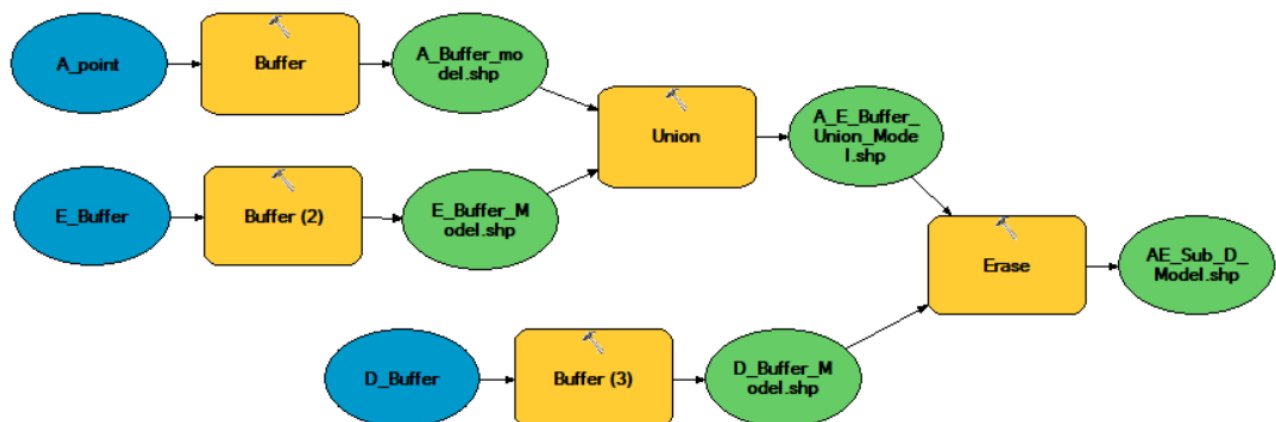 A_point
Buffer
A_Buffer_mo
del.shp
Union
A_E_Buffer_
Union_Mode
l.shp
E_Buffer
Buffer (2)
E_Buffer_M
odel.shp
Erase
AE_Sub_D_
Model.shp
D_Buffer
Buffer (3)
D_Buffer_M
odel.shp